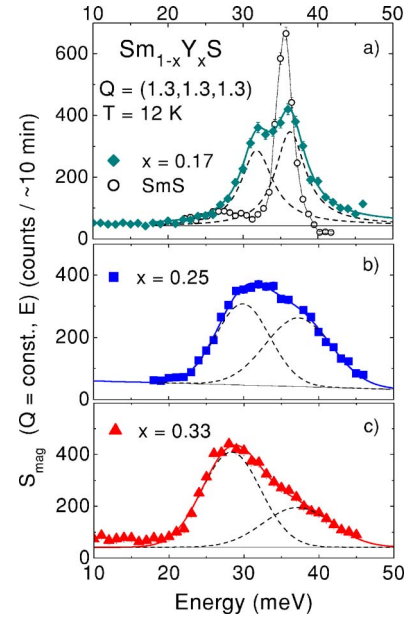 Sm₁₋ₓYₓS
a)
Q = (1.3,1.3,1.3)
T = 12 K
x = 0.17
SmS
600
400
200
0
10 20 30 40 50
b)
x = 0.25
400
200
0
c)
x = 0.33
400
200
0
10 20 30 40 50
Energy (meV)
S_mag (Q = const., E) (counts / ~10 min)